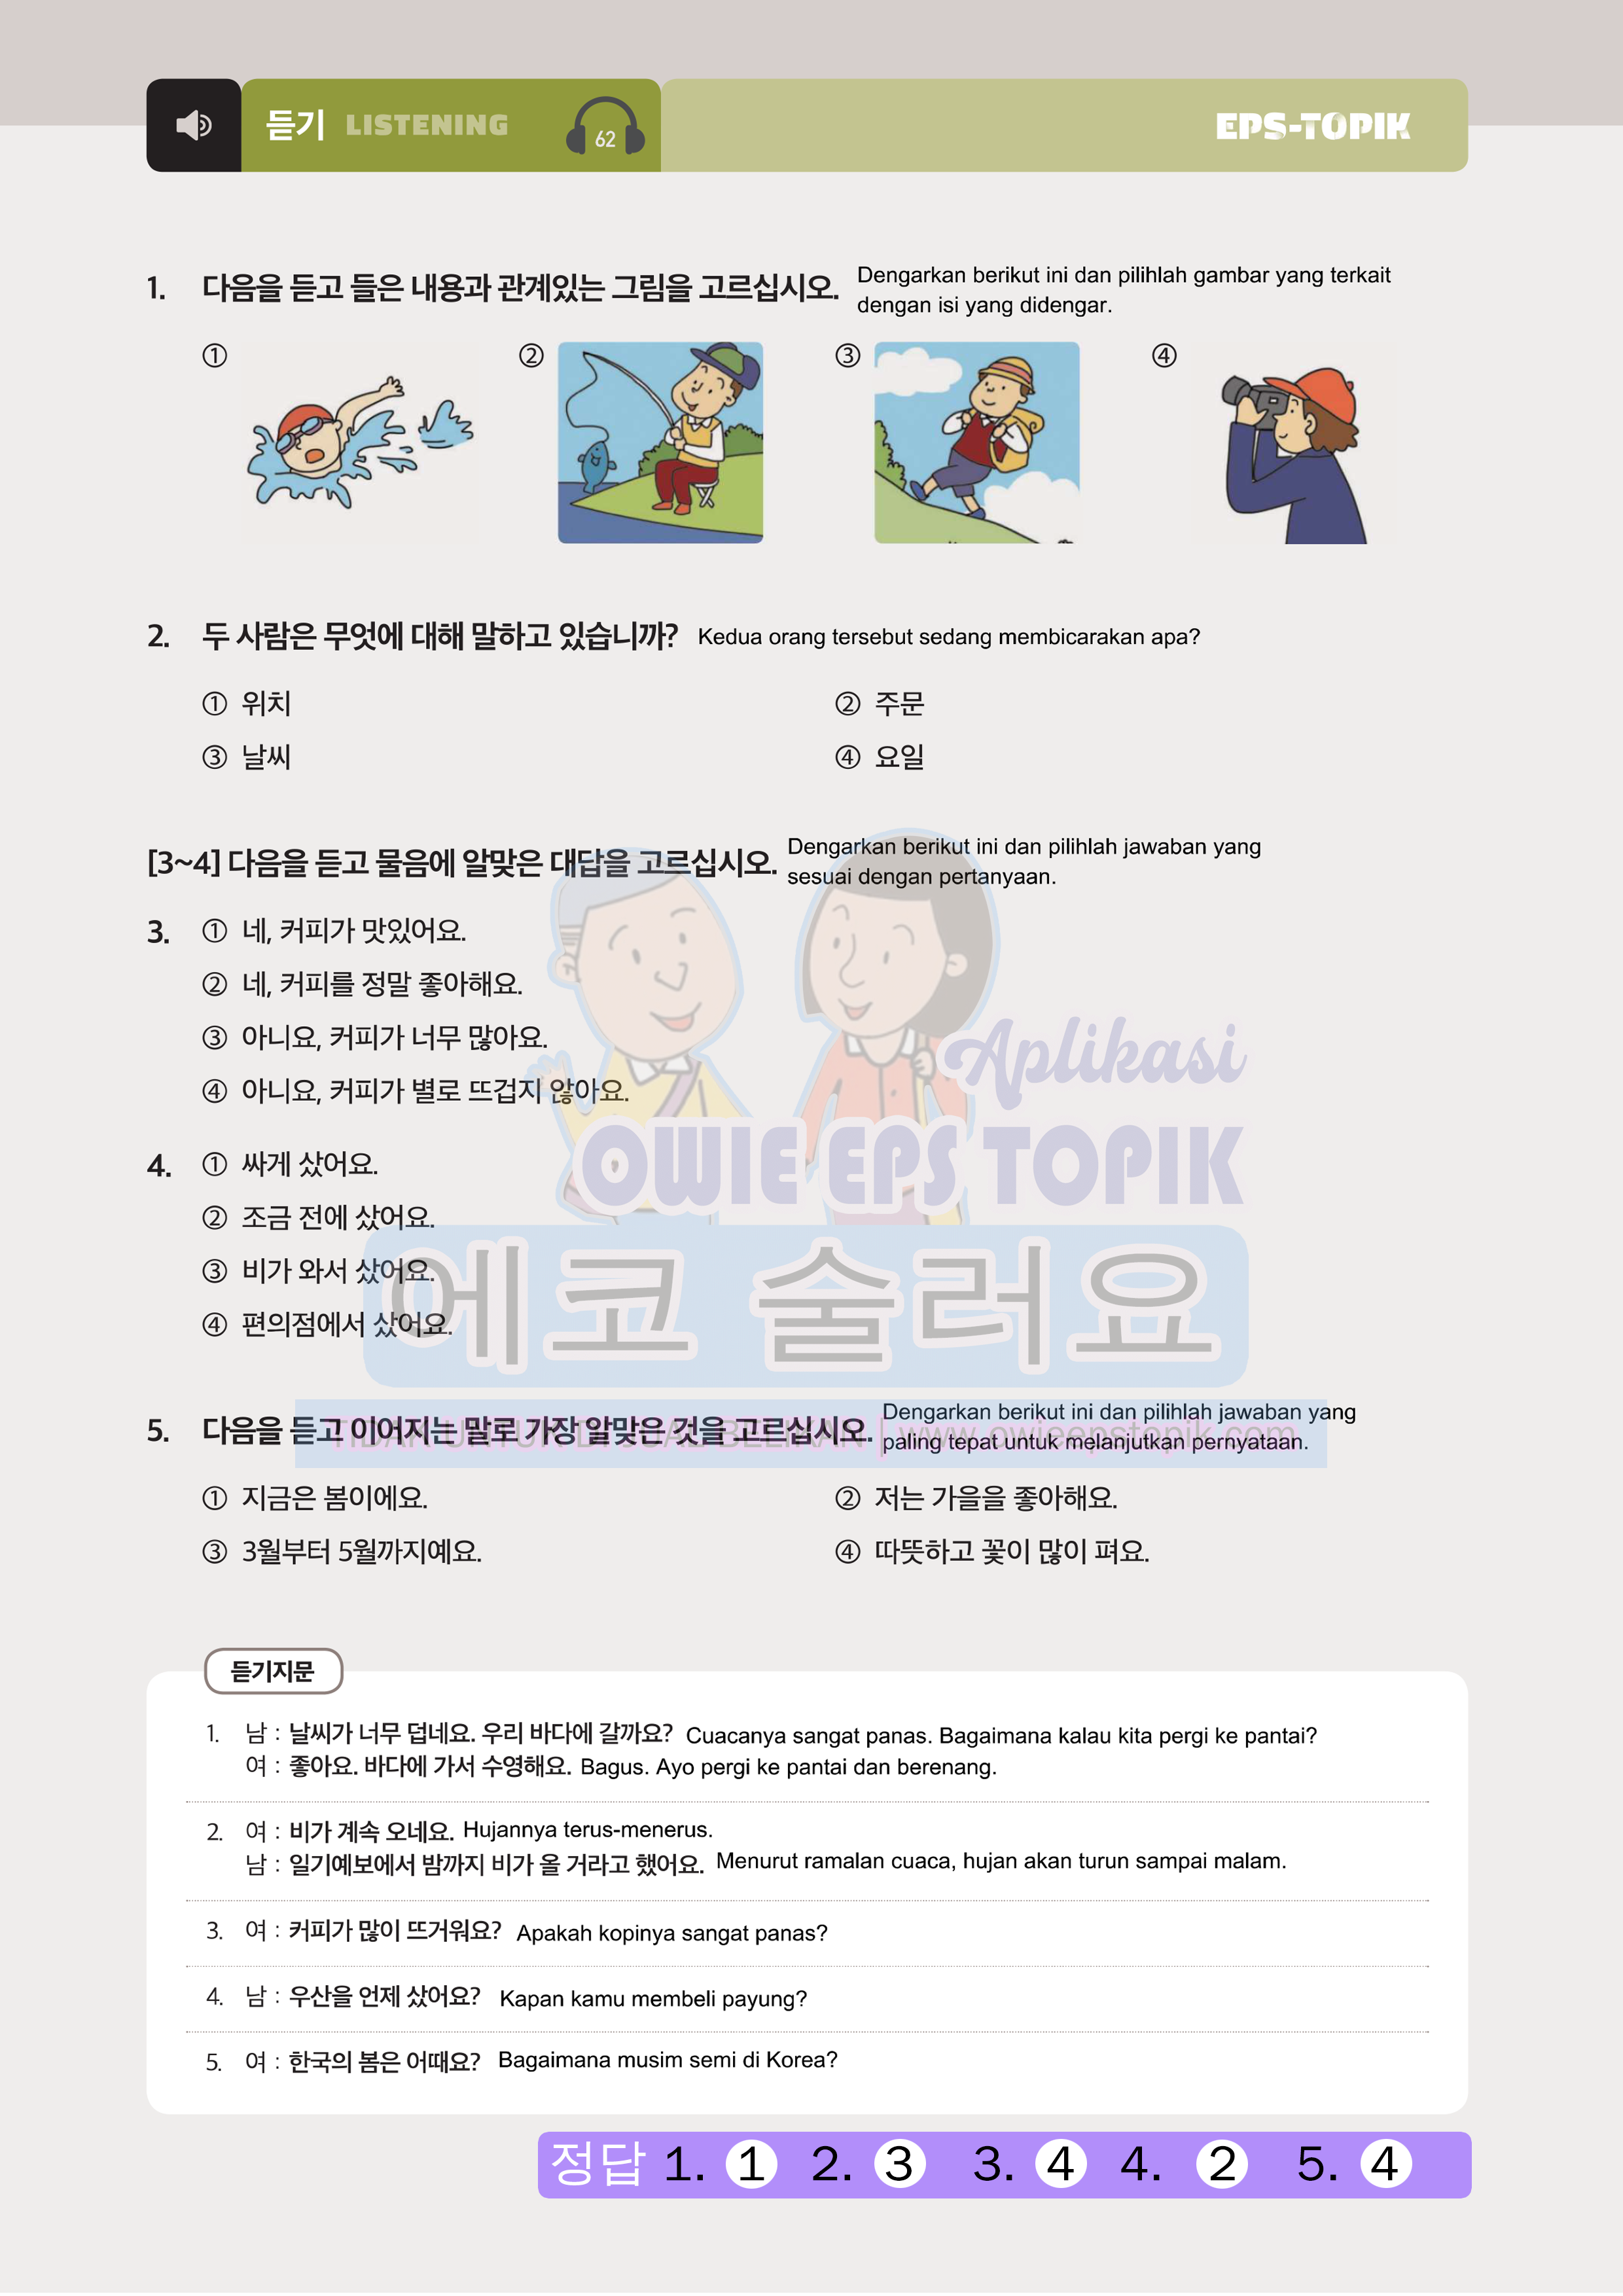 듣기 LISTENING 62 EPS-TOPIK
1. 다음을 듣고 들은 내용과 관계있는 그림을 고르십시오. Dengarkan berikut ini dan pilihlah gambar yang terkait
dengan isi yang didengar.
① ② ③ ④
2. 두 사람은 무엇에 대해 말하고 있습니까? Kedua orang tersebut sedang membicarakan apa?
① 위치 ② 주문
③ 날씨 ④ 요일
[3~4] 다음을 듣고 물음에 알맞은 대답을 고르십시오. Dengarkan berikut ini dan pilihlah jawaban yang
sesuai dengan pertanyaan.
3. ① 네, 커피가 맛있어요.
② 네, 커피를 정말 좋아해요.
③ 아니요, 커피가 너무 많아요.
④ 아니요, 커피가 별로 뜨겁지 않아요.
Aplikasi
OWIE EPS TOPIK
4. ① 싸게 샀어요.
② 조금 전에 샀어요.
③ 비가 와서 샀어요.
④ 편의점에서 샀어요.
에코 술러요
5. 다음을 듣고 이어지는 말로 가장 알맞은 것을 고르십시오. Dengarkan berikut ini dan pilihlah jawaban yang
paling tepat untuk melanjutkan pernyataan.
TIDAK UNTUK DI JUAL BELIKAN | www.owieepstopik.com
① 지금은 봄이에요. ② 저는 가을을 좋아해요.
③ 3월부터 5월까지예요. ④ 따뜻하고 꽃이 많이 펴요.
듣기지문
1. 남 : 날씨가 너무 덥네요. 우리 바다에 갈까요? Cuacanya sangat panas. Bagaimana kalau kita pergi ke pantai?
여 : 좋아요. 바다에 가서 수영해요. Bagus. Ayo pergi ke pantai dan berenang.
2. 여 : 비가 계속 오네요. Hujannya terus-menerus.
남 : 일기예보에서 밤까지 비가 올 거라고 했어요. Menurut ramalan cuaca, hujan akan turun sampai malam.
3. 여 : 커피가 많이 뜨거워요? Apakah kopinya sangat panas?
4. 남 : 우산을 언제 샀어요? Kapan kamu membeli payung?
5. 여 : 한국의 봄은 어때요? Bagaimana musim semi di Korea?
정답 1. ① 2. ③ 3. ④ 4. ② 5. ④